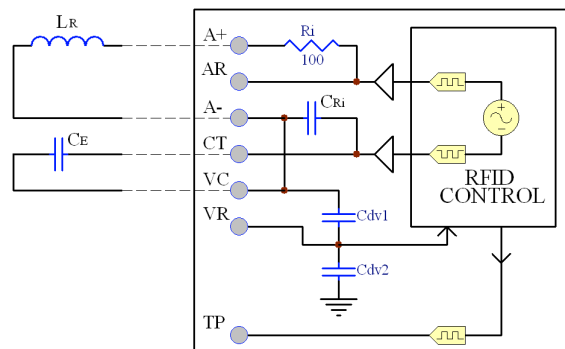 LR
A+
Ri
100
AR
A-
CRi
CE
CT
VC
RFID
CONTROL
VR
Cdv1
Cdv2
TP